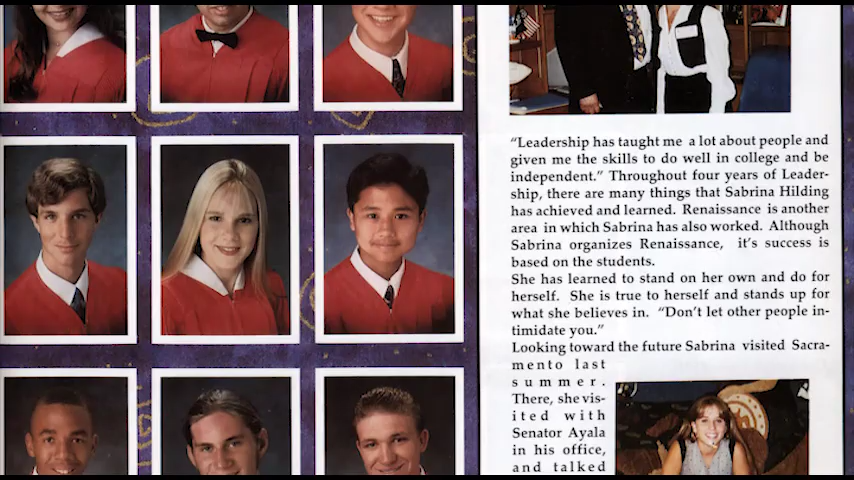 “Leadership has taught me a lot about people and
given me the skills to do well in college and be
independent.” Throughout four years of Leader-
ship, there are many things that Sabrina Hilding
has achieved and learned. Renaissance is another
area in which Sabrina has also worked. Although
Sabrina organizes Renaissance, it's success is
based on the students.
She has learned to stand on her own and do for
herself. She is true to herself and stands up for
what she believes in. “Don't let other people in-
timidate you.”
Looking toward the future Sabrina visited Sacra-
mento last
summer.
There, she vis-
ited with
Senator Ayala
in his office,
and talked